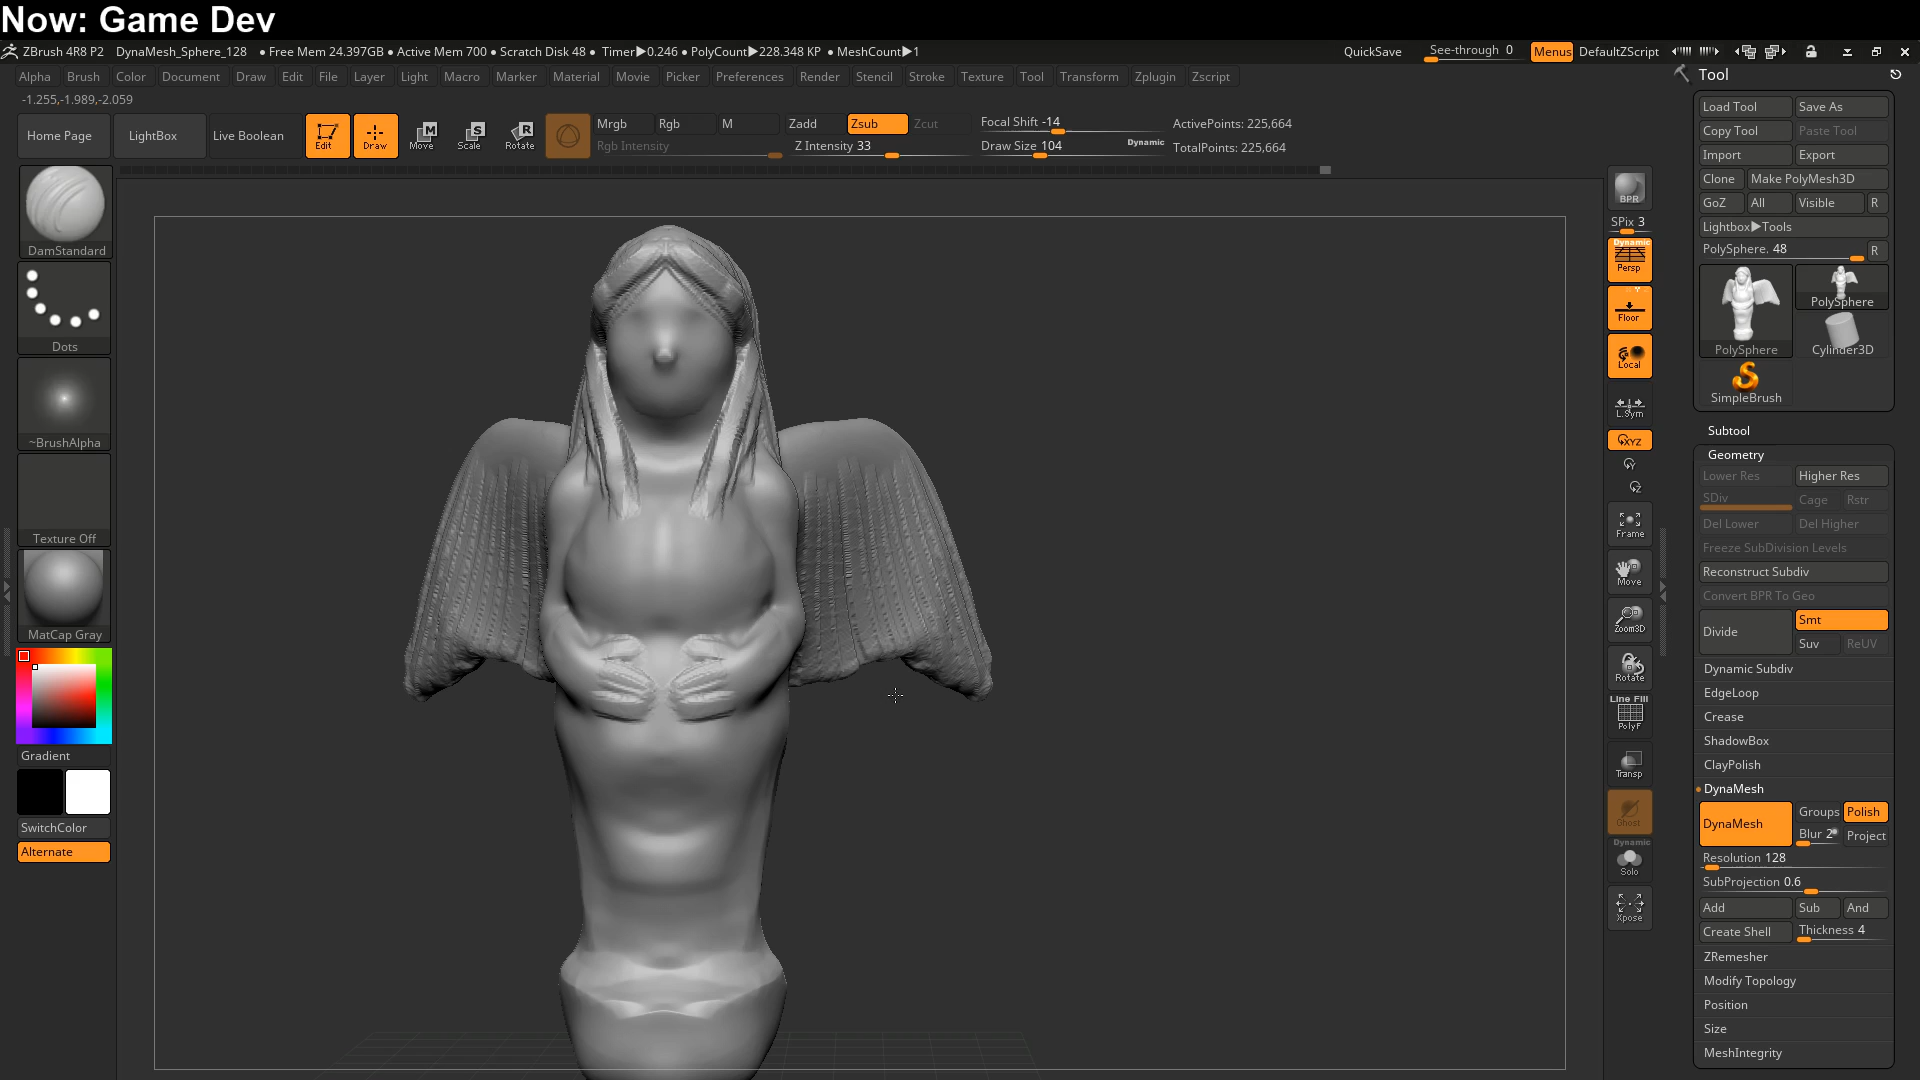 Now: Game Dev
ZBrush 4R8 P2 DynaMesh_Sphere_128 ● Free Mem 24.397GB ● Active Mem 700 ● Scratch Disk 48 ● Timer▶0.246 ● PolyCount▶228.348 KP ● MeshCount▶1 QuickSave See-through 0 Menus DefaultZScript
Alpha Brush Color Document Draw Edit File Layer Light Macro Marker Material Movie Picker Preferences Render Stencil Stroke Texture Tool Transform Zplugin Zscript
-1.255,-1.989,-2.059
Home Page LightBox Live Boolean Edit Draw Move Scale Rotate
M S R
Mrgb Rgb M Zadd Zsub Zcut Focal Shift -14 ActivePoints: 225,664
Rgb Intensity Z Intensity 33 Draw Size 104 Dynamic TotalPoints: 225,664
DamStandard
Dots
~BrushAlpha
Texture Off
MatCap Gray
Gradient
SwitchColor
Alternate
BPR
SPix 3
Dynamic
Persp
Floor
Local
L.Sym
XYZ
Y
Z
Frame
Move
Zoom3D
Rotate
Line Fill
PolyF
Transp
Ghost
Dynamic
Solo
Xpose
Tool
Load Tool Save As
Copy Tool Paste Tool
Import Export
Clone Make PolyMesh3D
GoZ All Visible R
Lightbox▶Tools
PolySphere. 48 R
PolySphere PolySphere
Cylinder3D
SimpleBrush
Subtool
Geometry
Lower Res Higher Res
SDiv Cage Rstr
Del Lower Del Higher
Freeze SubDivision Levels
Reconstruct Subdiv
Convert BPR To Geo
Divide Smt
Suv ReUV
Dynamic Subdiv
EdgeLoop
Crease
ShadowBox
ClayPolish
DynaMesh
DynaMesh Groups Polish
Blur 2 Project
Resolution 128
SubProjection 0.6
Add Sub And
Create Shell Thickness 4
ZRemesher
Modify Topology
Position
Size
MeshIntegrity